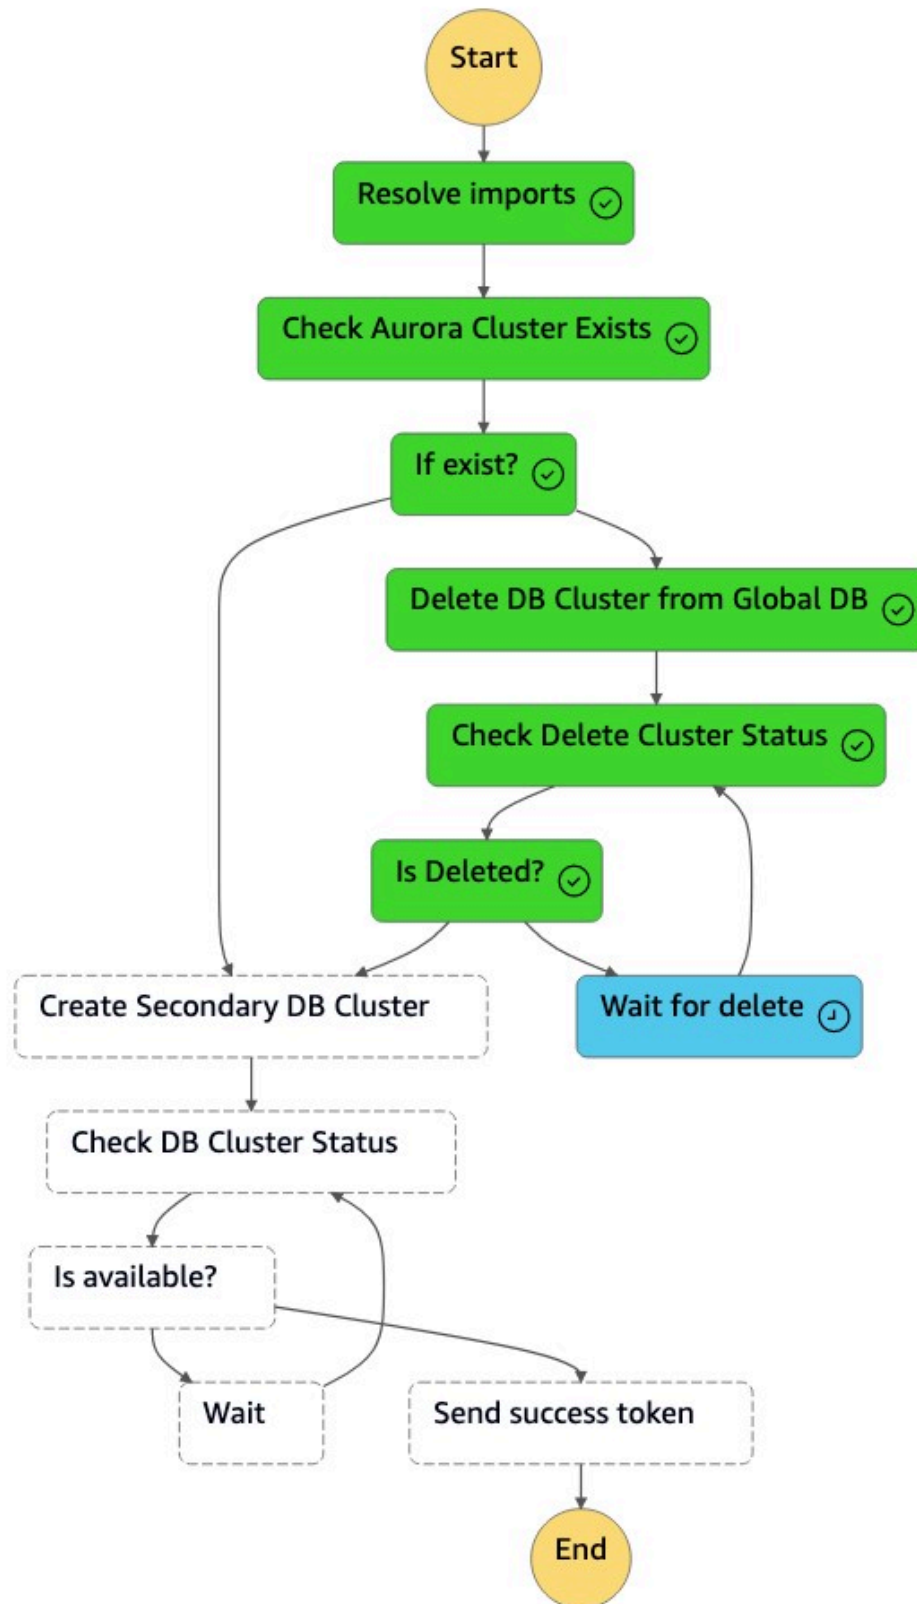 Start
Resolve imports
Check Aurora Cluster Exists
If exist?
Delete DB Cluster from Global DB
Check Delete Cluster Status
Is Deleted?
Create Secondary DB Cluster
Wait for delete
Check DB Cluster Status
Is available?
Wait
Send success token
End